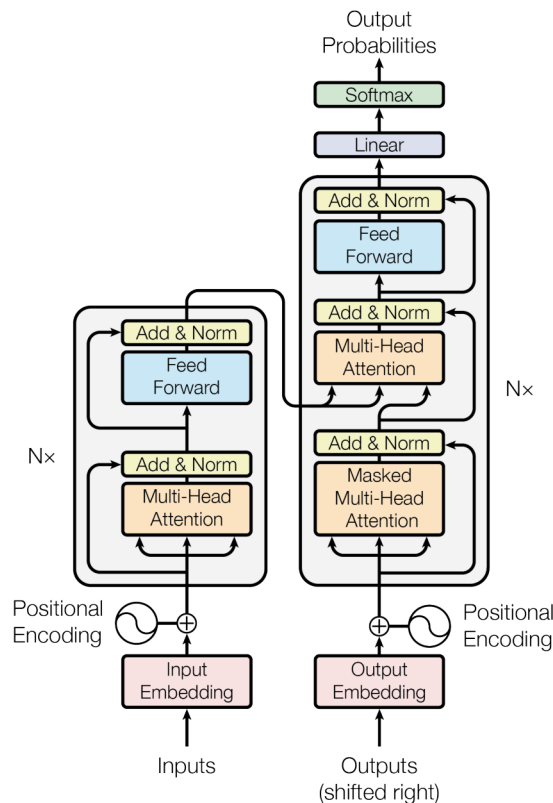 Output
Probabilities
Softmax
Linear
Add & Norm
Feed
Forward
Add & Norm
Multi-Head
Attention
Add & Norm
Masked
Multi-Head
Attention
N×
Add & Norm
Feed
Forward
Add & Norm
Multi-Head
Attention
N×
Positional
Encoding
Positional
Encoding
Input
Embedding
Output
Embedding
Inputs
Outputs
(shifted right)